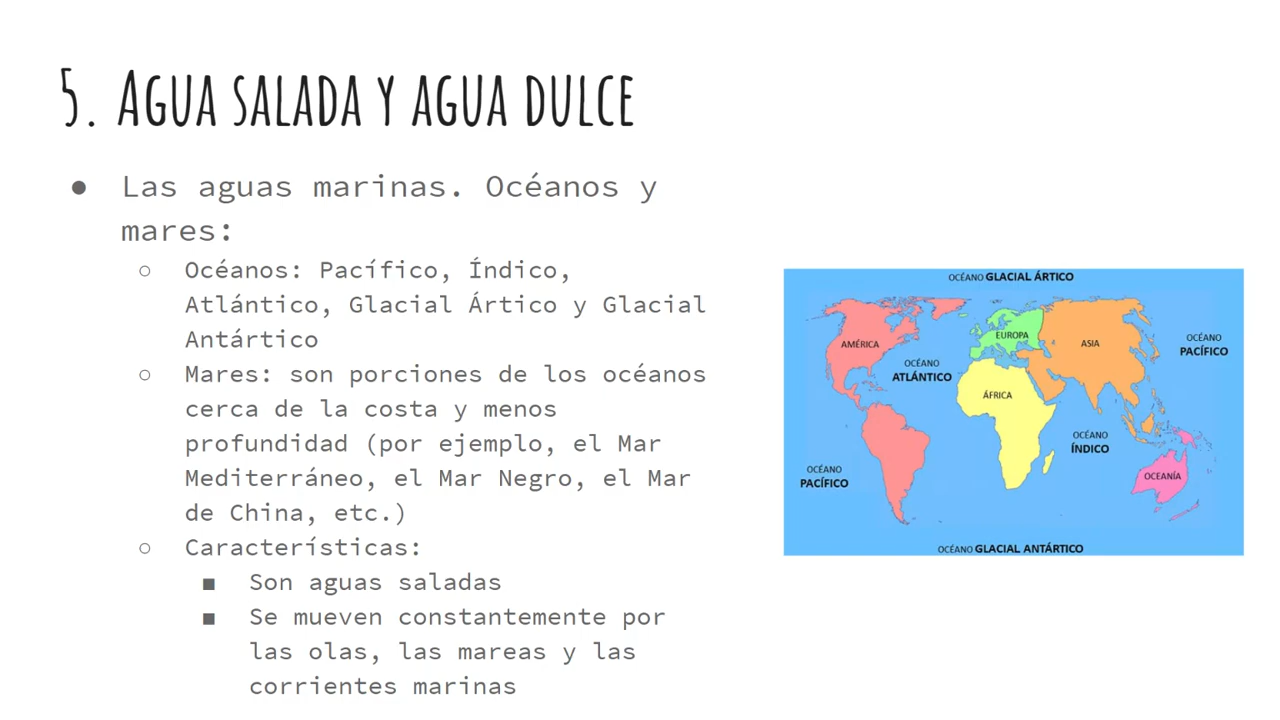 5. AGUA SALADA Y AGUA DULCE
● Las aguas marinas. Océanos y
mares:
○ Océanos: Pacífico, Índico,
Atlántico, Glacial Ártico y Glacial
Antártico
○ Mares: son porciones de los océanos
cerca de la costa y menos
profundidad (por ejemplo, el Mar
Mediterráneo, el Mar Negro, el Mar
de China, etc.)
○ Características:
■ Son aguas saladas
■ Se mueven constantemente por
las olas, las mareas y las
corrientes marinas
OCÉANO GLACIAL ÁRTICO
AMÉRICA
EUROPA
ASIA
OCÉANO
PACÍFICO
OCÉANO
ATLÁNTICO
ÁFRICA
OCÉANO
ÍNDICO
OCÉANO
PACÍFICO
OCEANÍA
OCÉANO GLACIAL ANTÁRTICO